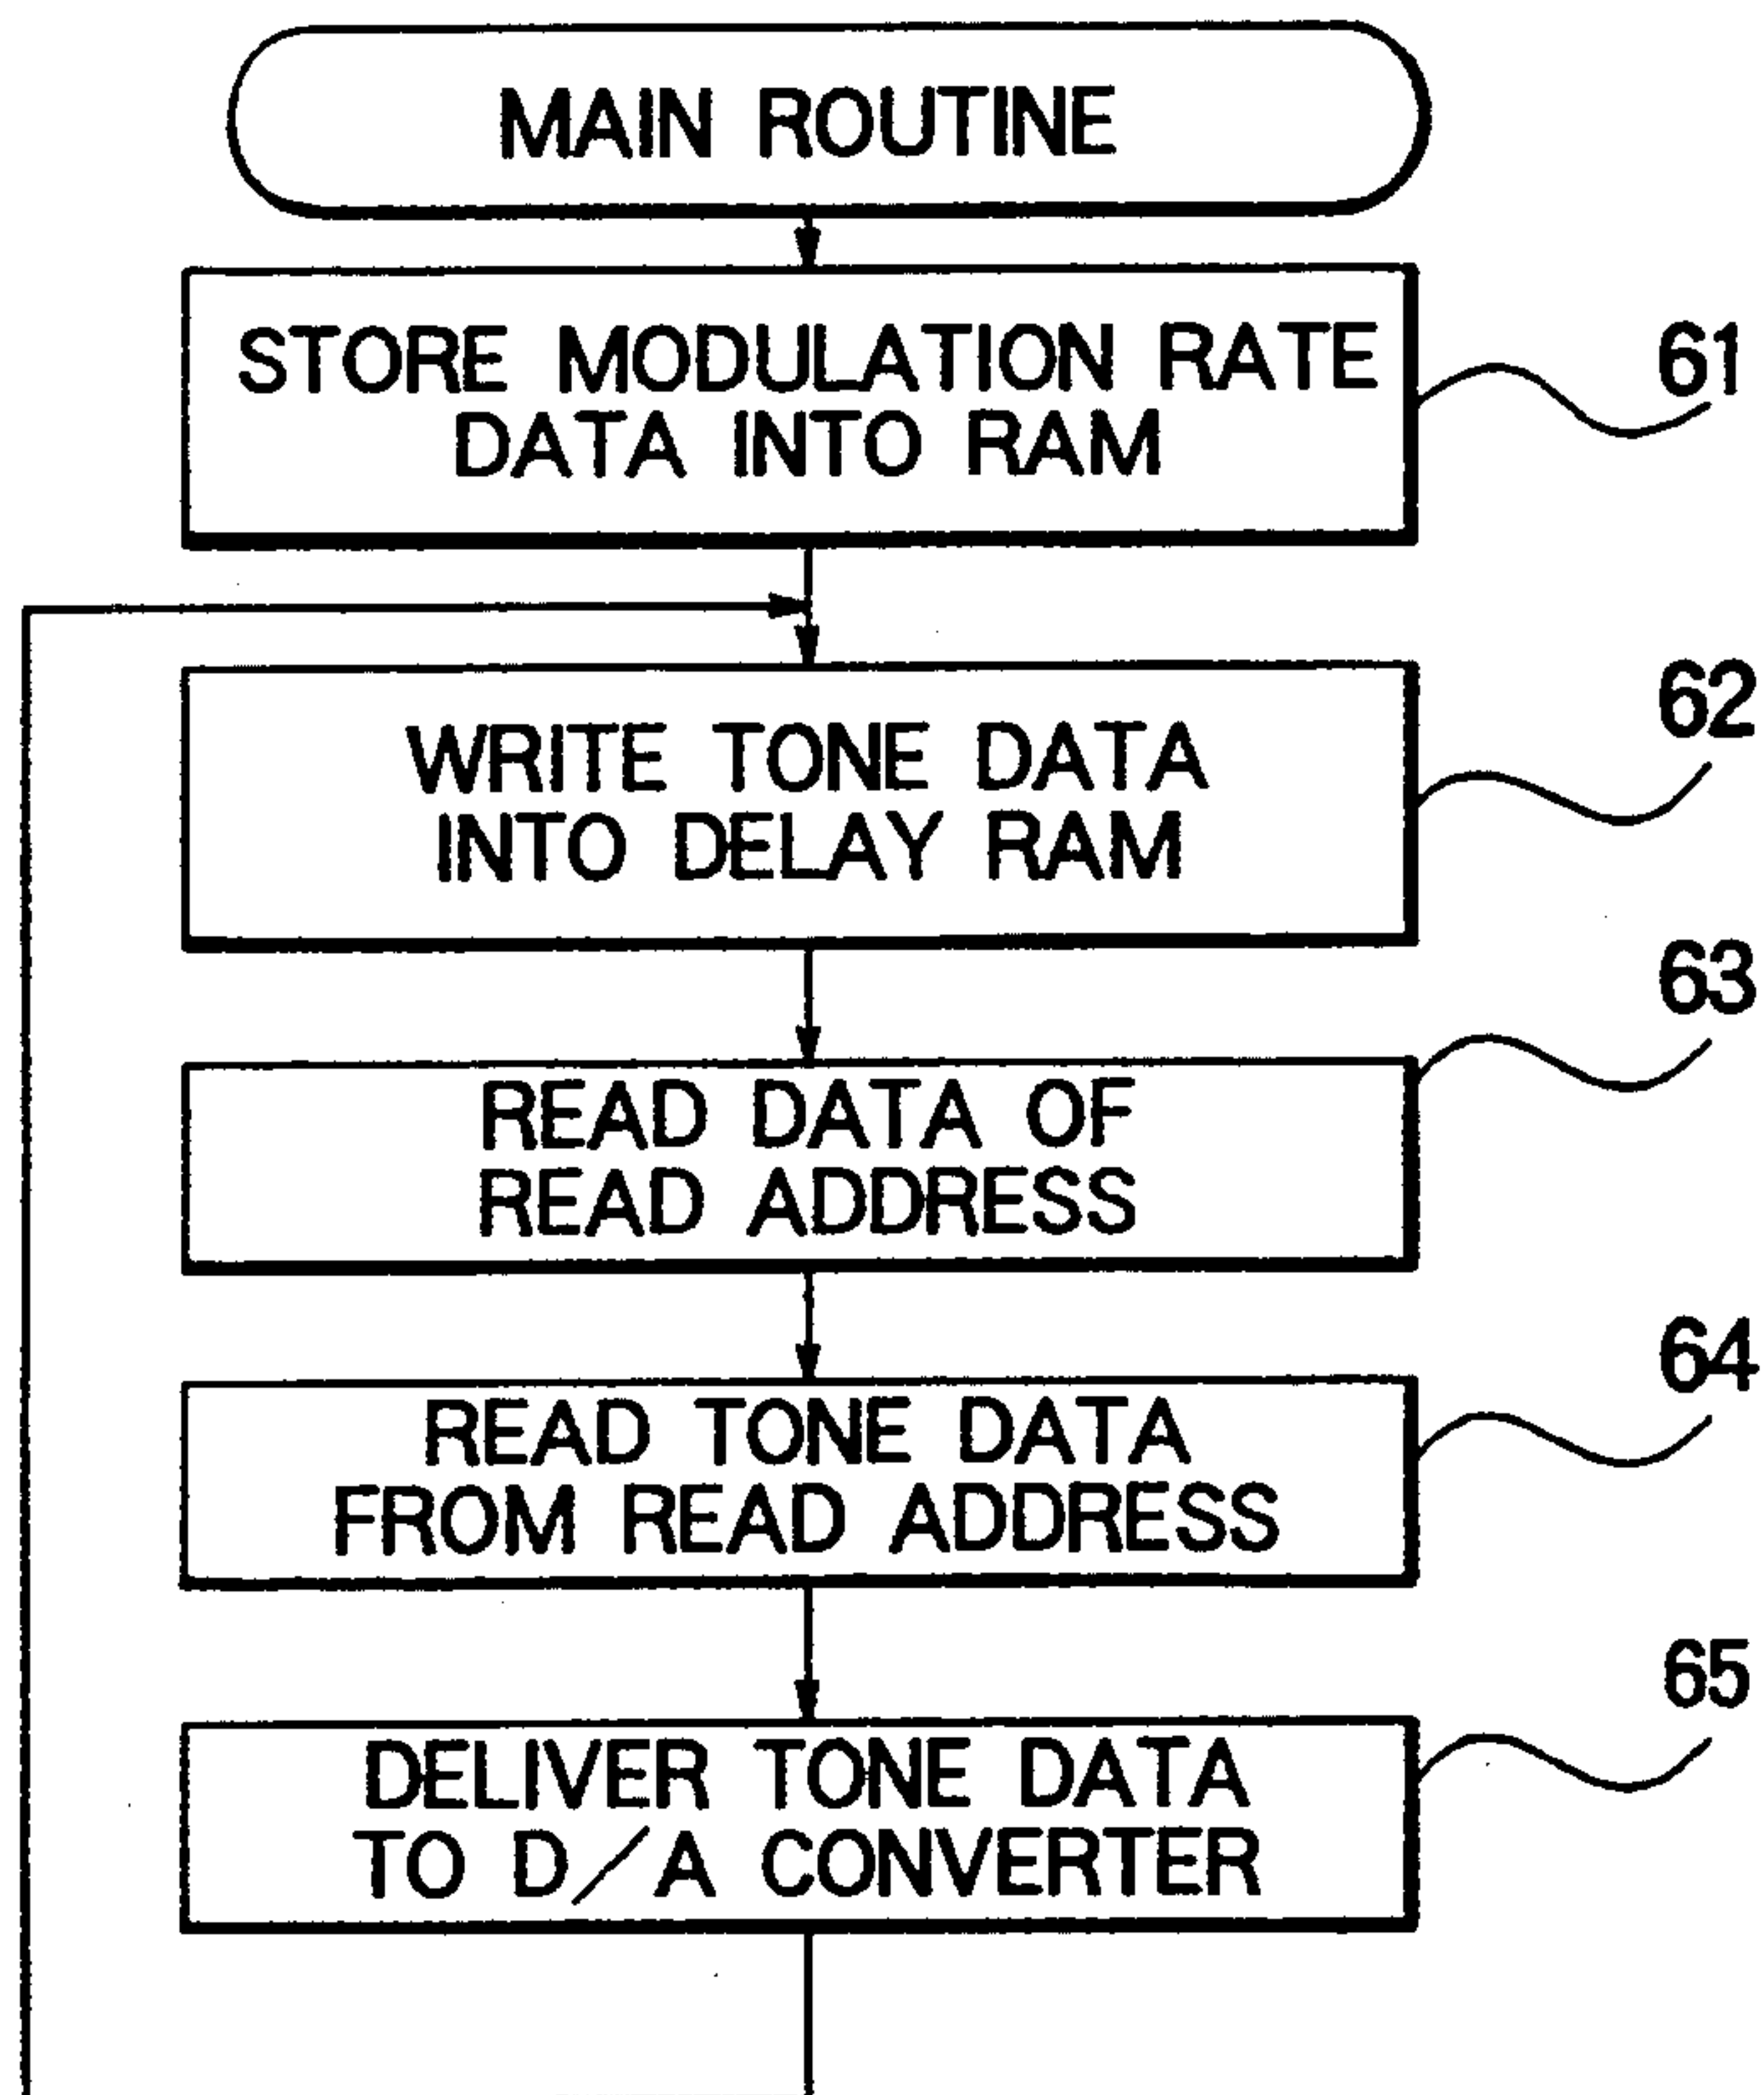 MAIN ROUTINE
STORE MODULATION RATE
DATA INTO RAM
61
WRITE TONE DATA
INTO DELAY RAM
62
READ DATA OF
READ ADDRESS
63
READ TONE DATA
FROM READ ADDRESS
64
DELIVER TONE DATA
TO D/A CONVERTER
65